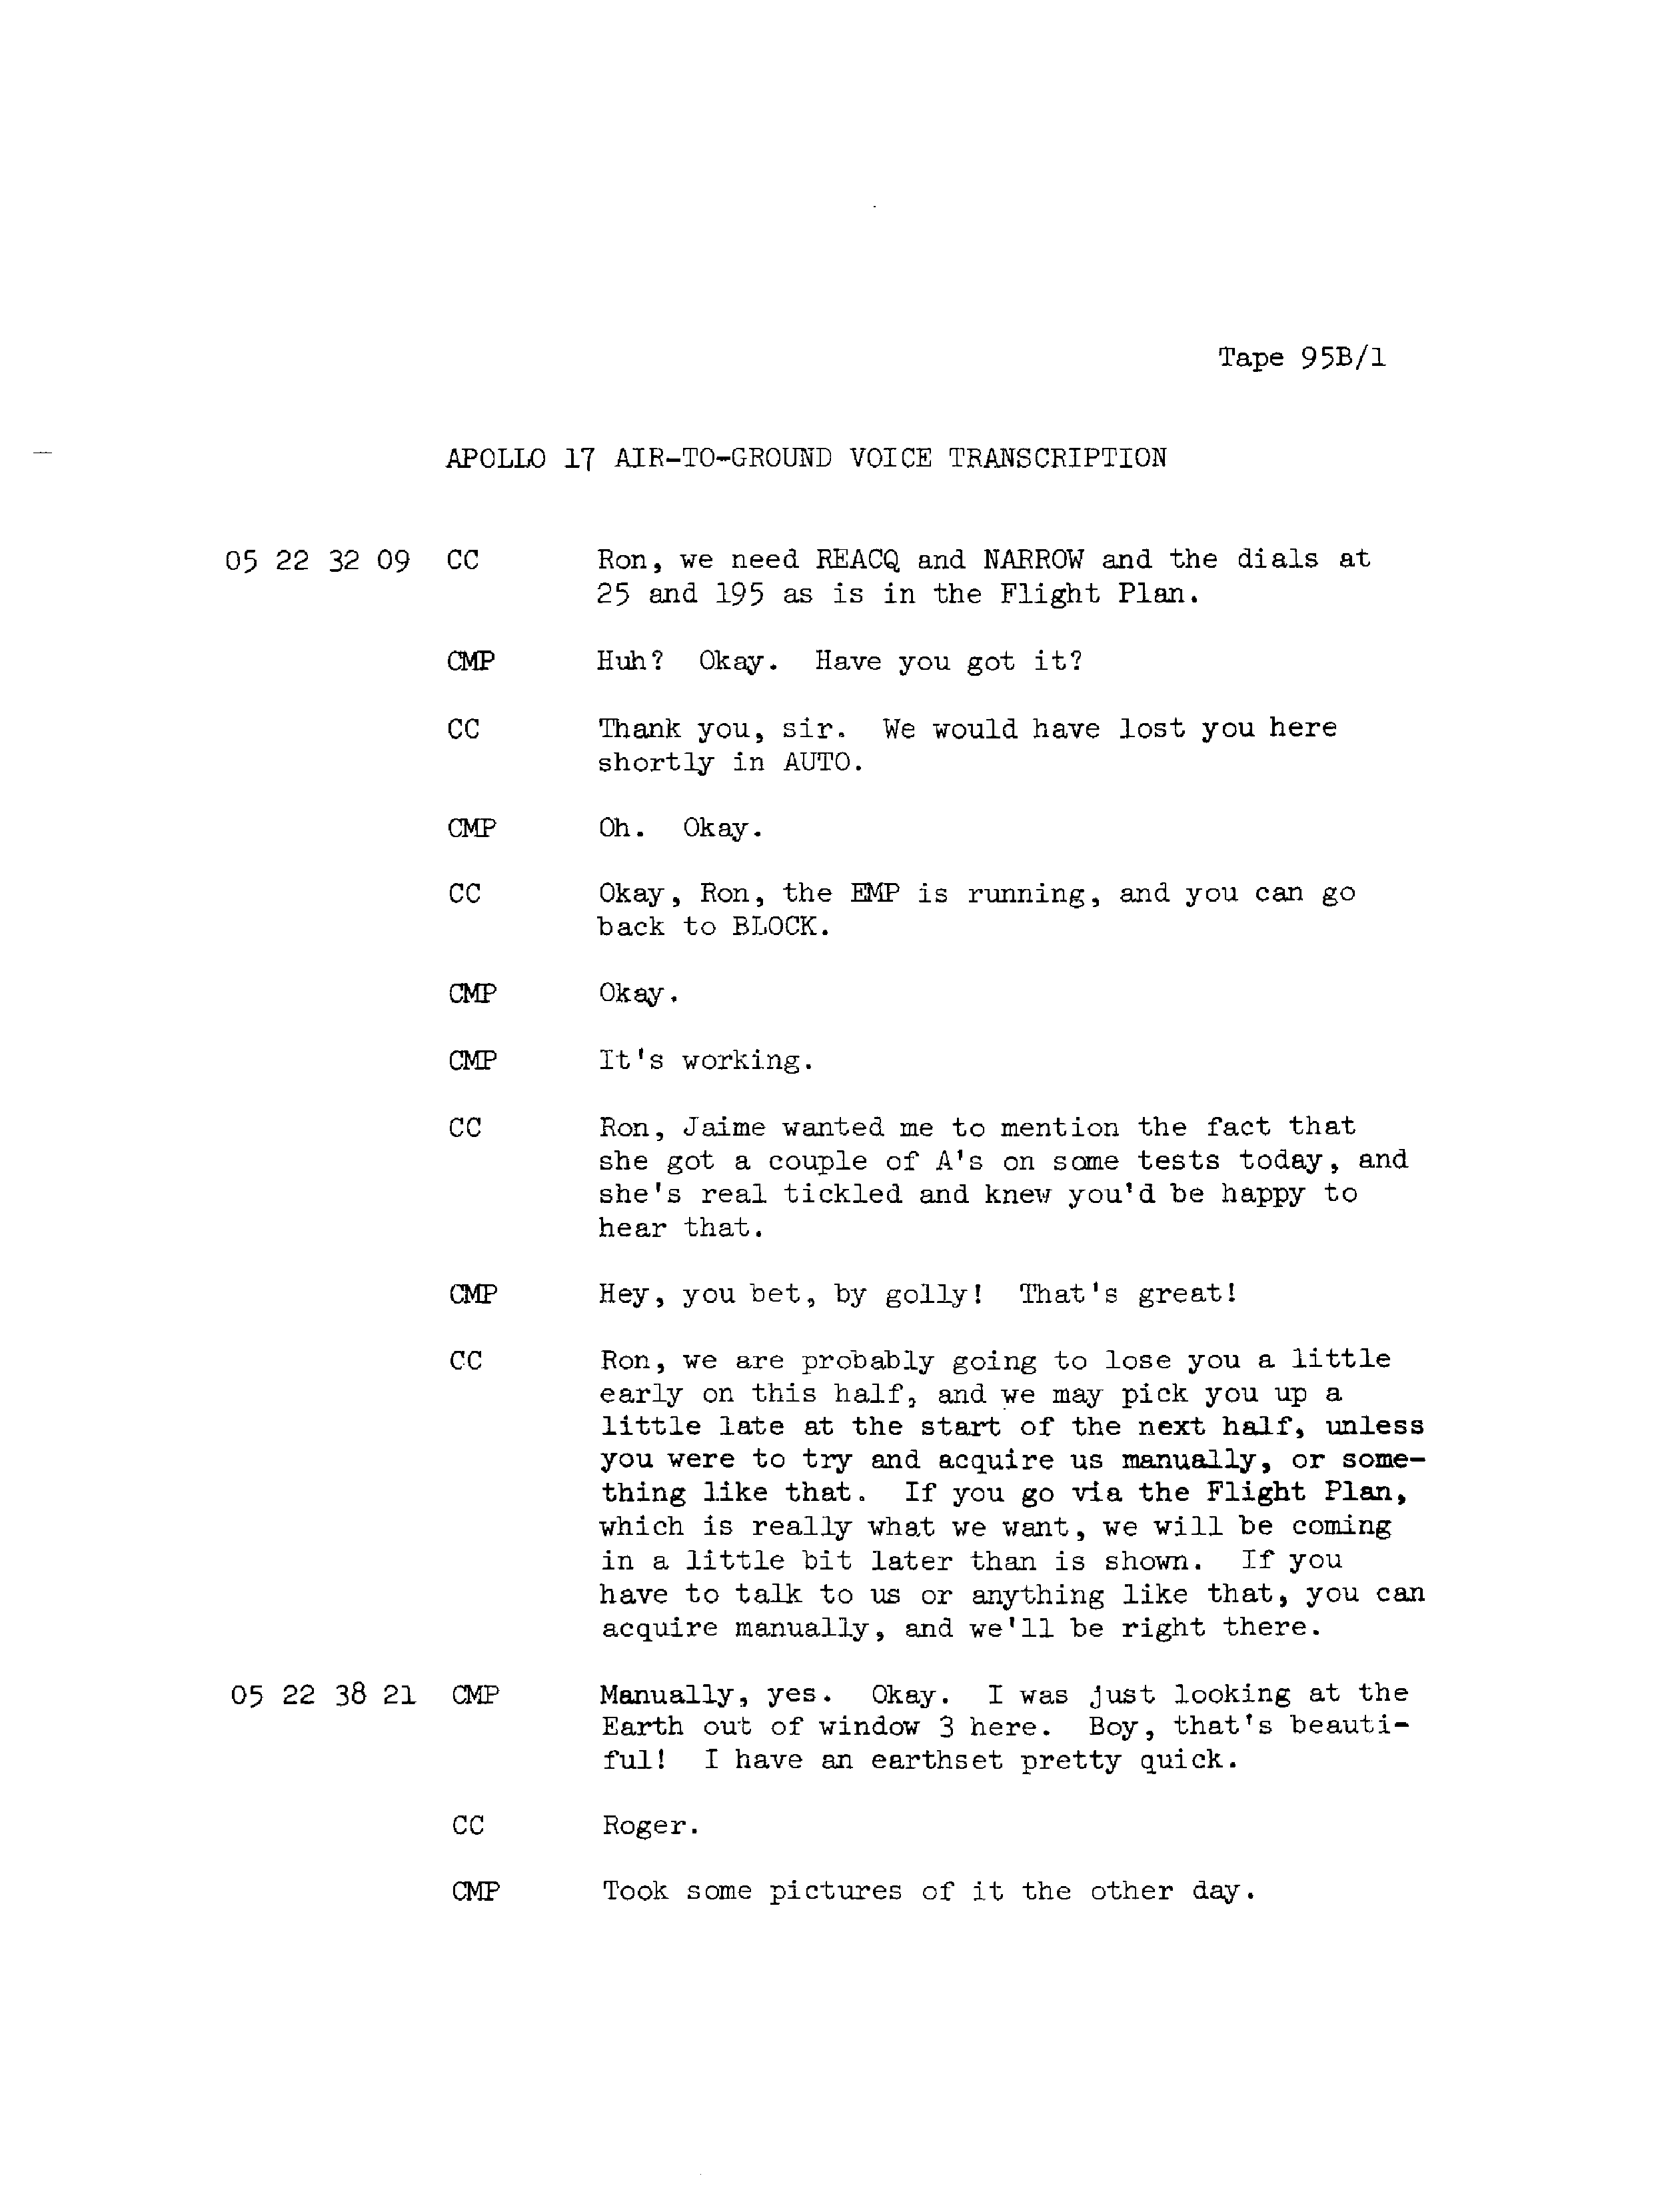 Tape 95B/1
APOLLO 17 AIR-TO-GROUND VOICE TRANSCRIPTION
05 22 32 09 CC Ron, we need REACQ and NARROW and the dials at
25 and 195 as is in the Flight Plan.
CMP Huh? Okay. Have you got it?
CC Thank you, sir. We would have lost you here
shortly in AUTO.
CMP Oh. Okay.
CC Okay, Ron, the EMP is running, and you can go
back to BLOCK.
CMP Okay.
CMP It's working.
CC Ron, Jaime wanted me to mention the fact that
she got a couple of A's on some tests today, and
she's real tickled and knew you'd be happy to
hear that.
CMP Hey, you bet, by golly! That's great!
CC Ron, we are probably going to lose you a little
early on this half, and we may pick you up a
little late at the start of the next half, unless
you were to try and acquire us manually, or some-
thing like that. If you go via the Flight Plan,
which is really what we want, we will be coming
in a little bit later than is shown. If you
have to talk to us or anything like that, you can
acquire manually, and we'll be right there.
05 22 38 21 CMP Manually, yes. Okay. I was just looking at the
Earth out of window 3 here. Boy, that's beauti-
ful! I have an earthset pretty quick.
CC Roger.
CMP Took some pictures of it the other day.